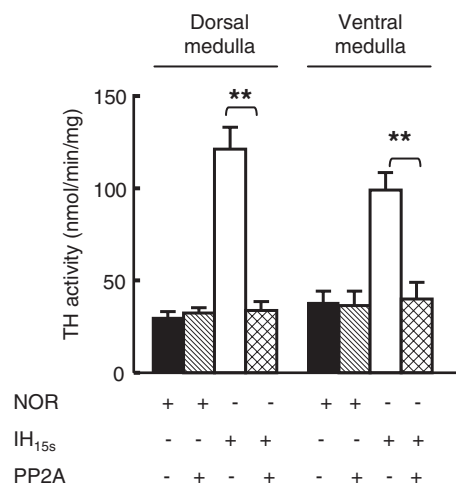 Dorsal medulla Ventral medulla
** **
TH activity (nmol/min/mg)
150
100
50
0
NOR + + - - + + - -
IH15s - - + + - - + +
PP2A - + - + - + - +